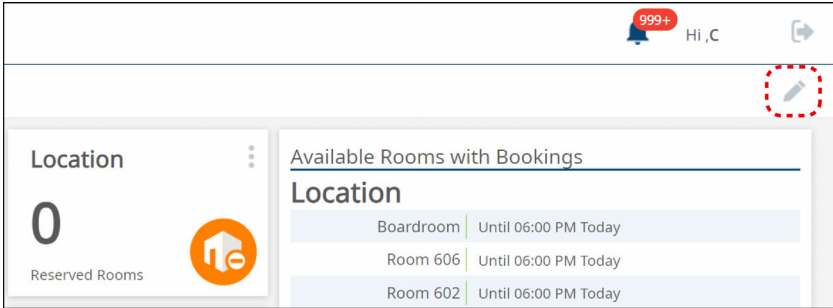 999+
Hi ,C
Location
0
Reserved Rooms
Available Rooms with Bookings
Location
Boardroom Until 06:00 PM Today
Room 606 Until 06:00 PM Today
Room 602 Until 06:00 PM Today